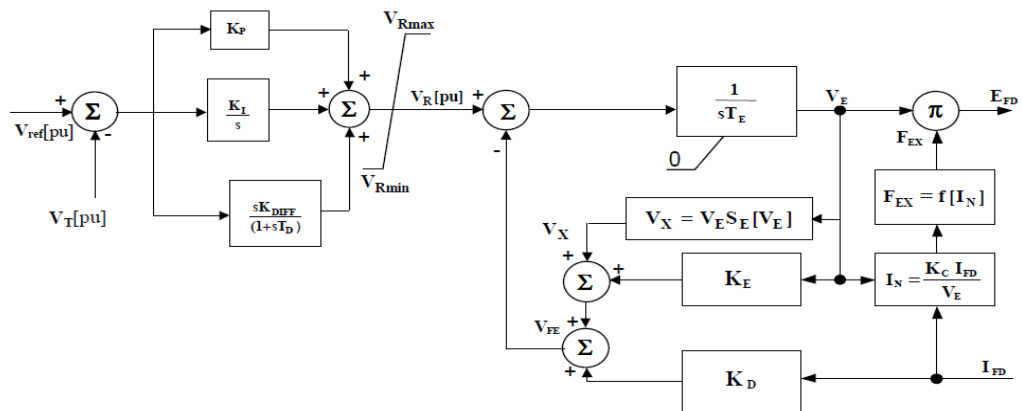 K_P
V_Rmax
+
+
V_ref[pu]
-
Σ
K_I
s
+
Σ
+
V_R[pu]
+
Σ
-
1
sT_E
0
V_E
π
E_FD
F_EX
V_T[pu]
sK_DIFF
(1+sT_D)
V_Rmin
F_EX = f[I_N]
V_X = V_E S_E[V_E]
V_X
+
Σ
+
K_E
I_N = K_C I_FD
V_E
V_FE
+
Σ
+
K_D
I_FD